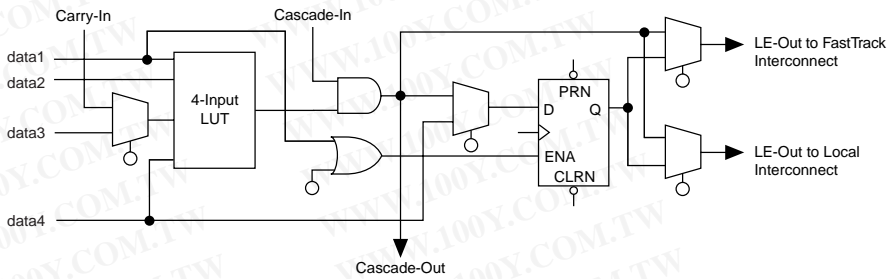 Carry-In
Cascade-In
data1
data2
data3
data4
4-Input
LUT
PRN
D
Q
ENA
CLRN
LE-Out to FastTrack
Interconnect
LE-Out to Local
Interconnect
Cascade-Out
WWW.100Y.COM.TW